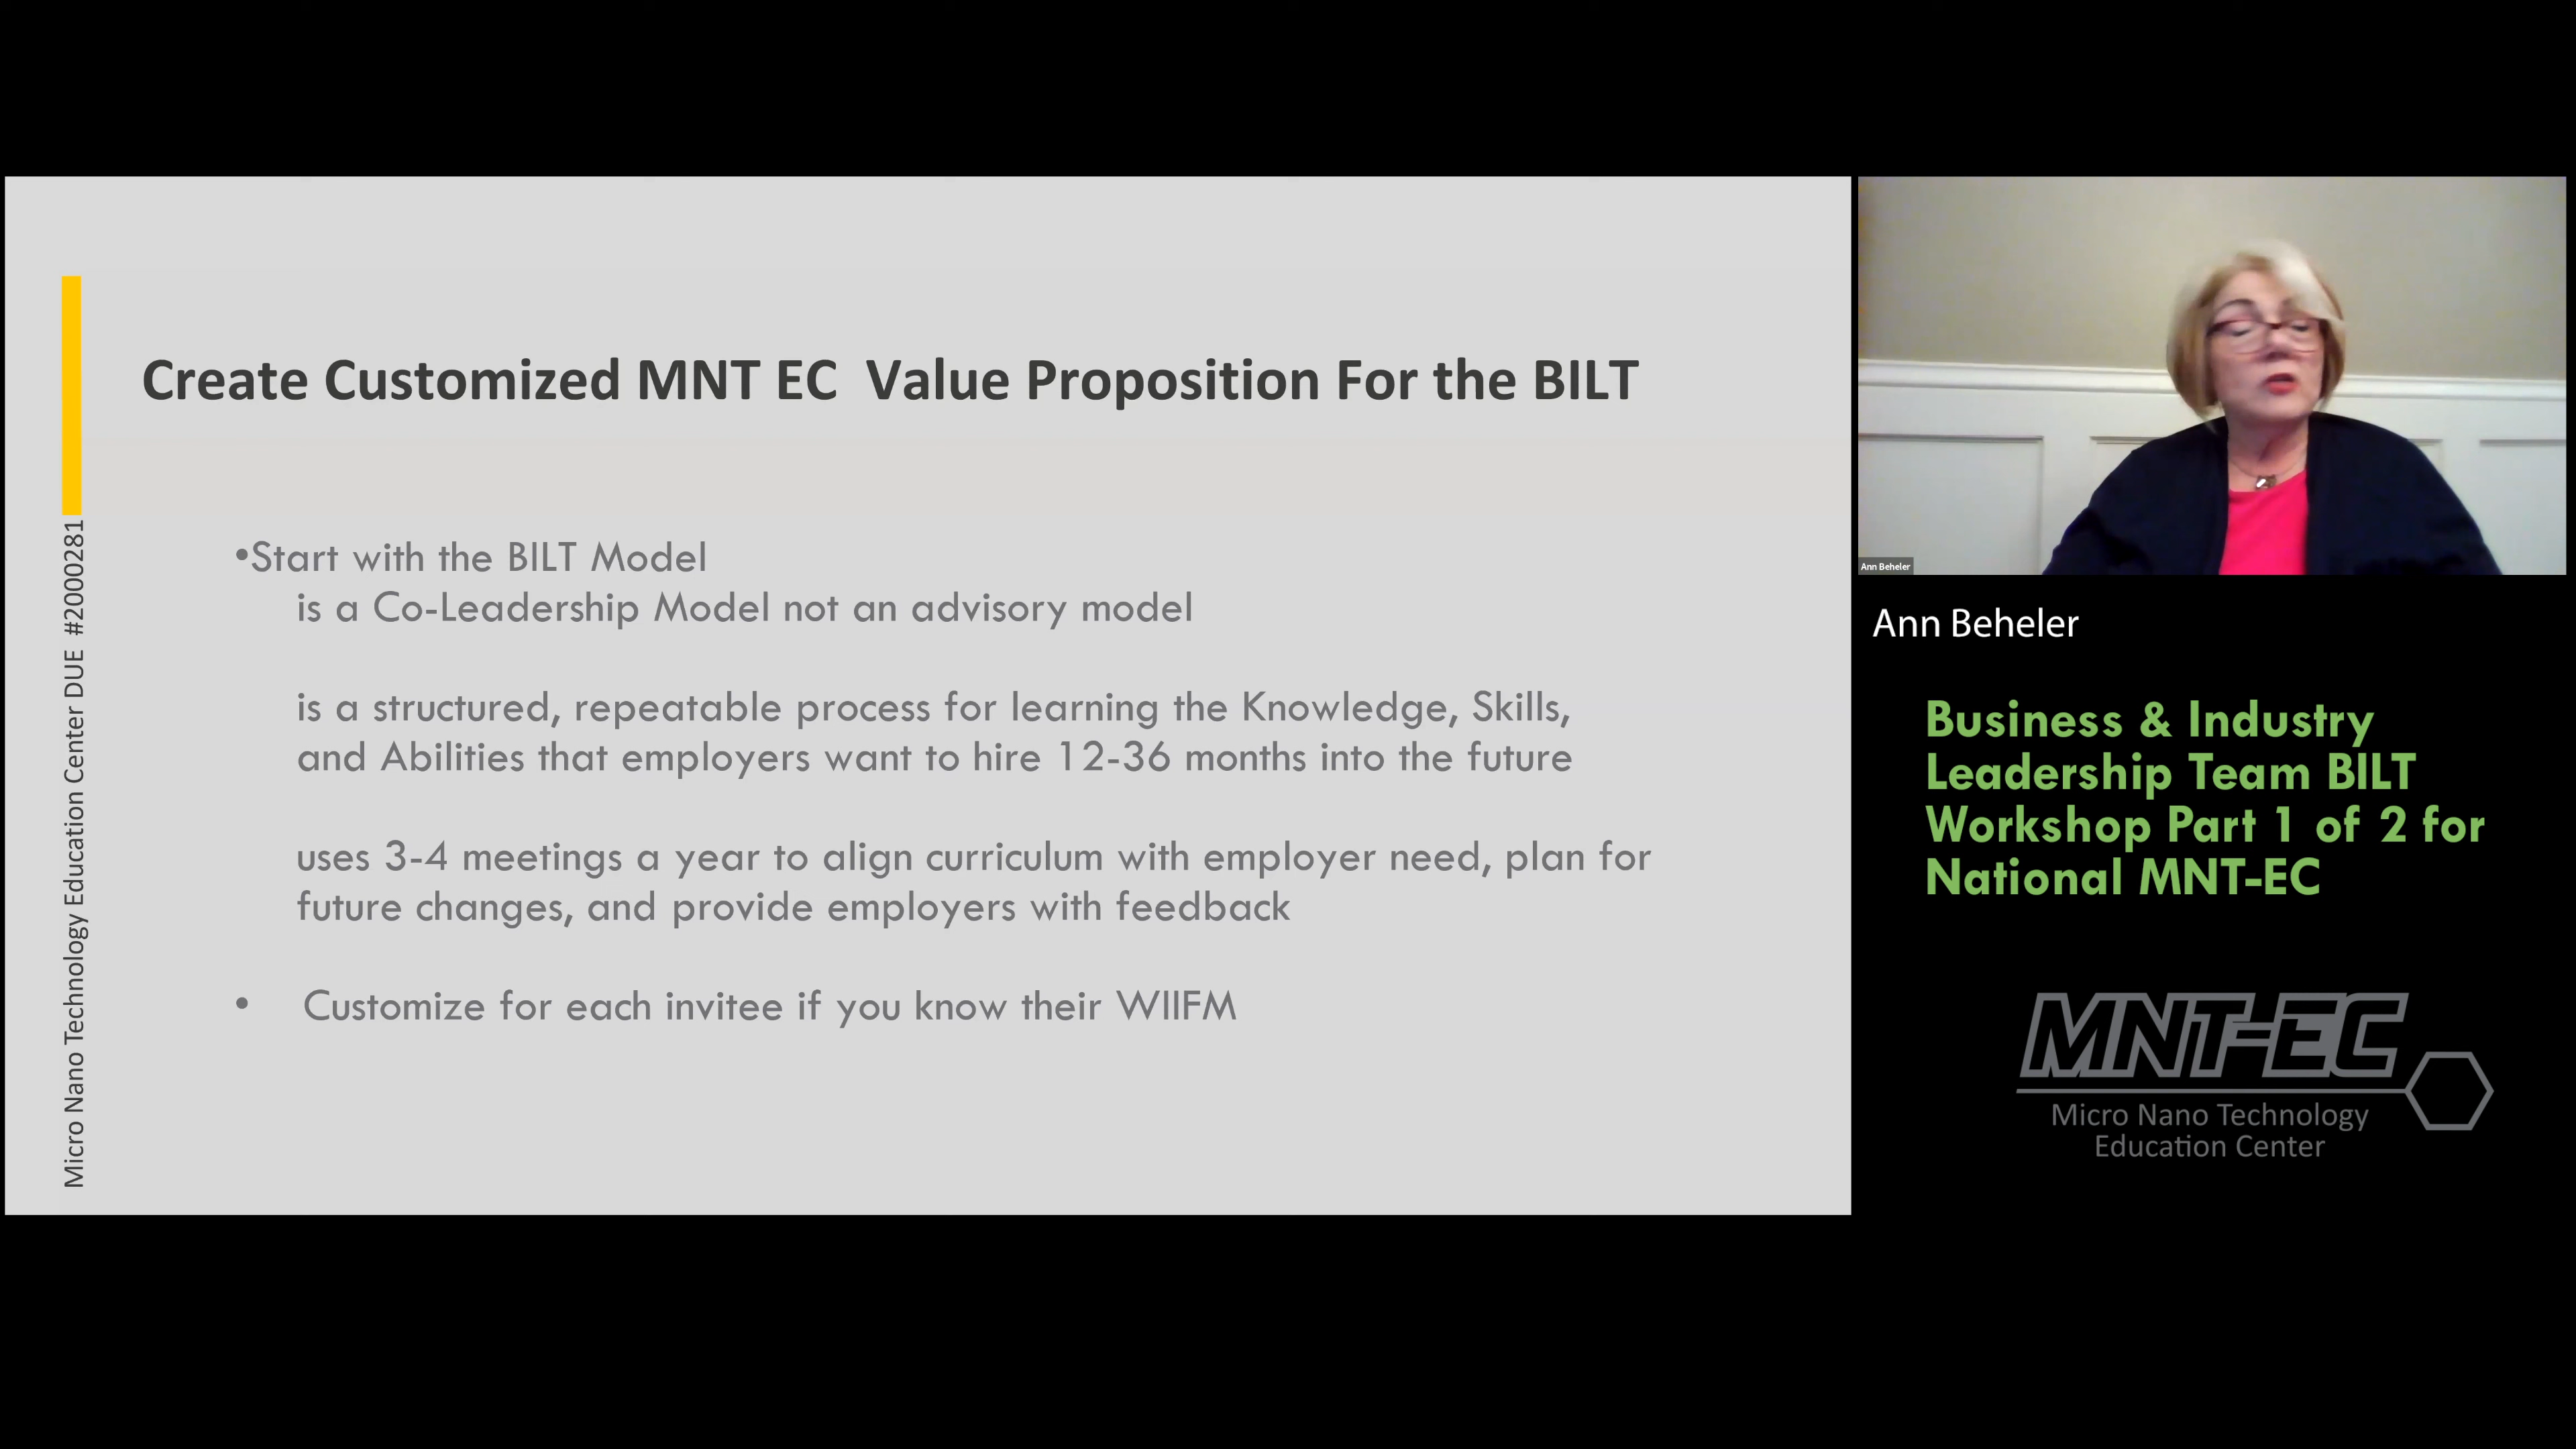 Create Customized MNT EC  Value Proposition For the BILT
•Start with the BILT Model
is a Co-Leadership Model not an advisory model
is a structured, repeatable process for learning the Knowledge, Skills,
and Abilities that employers want to hire 12-36 months into the future
uses 3-4 meetings a year to align curriculum with employer need, plan for
future changes, and provide employers with feedback
• Customize for each invitee if you know their WIIFM
Micro Nano Technology Education Center DUE  #2000281
Ann Beheler
Ann Beheler
Business & Industry
Leadership Team BILT
Workshop Part 1 of 2 for
National MNT-EC
MNT-EC
Micro Nano Technology
Education Center